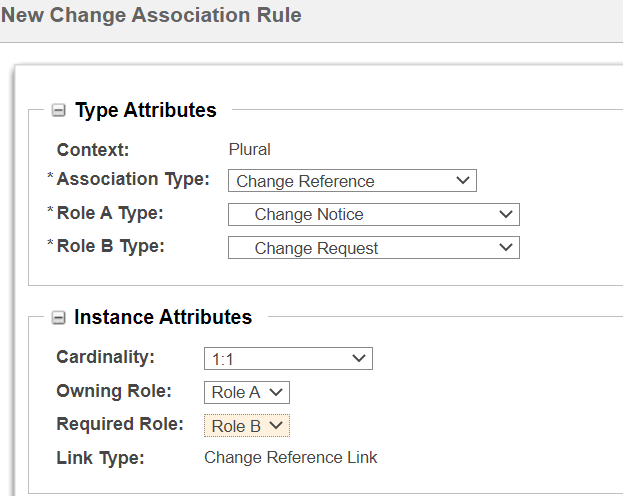 New Change Association Rule
Type Attributes
Context: Plural
* Association Type: Change Reference
* Role A Type: Change Notice
* Role B Type: Change Request
Instance Attributes
Cardinality: 1:1
Owning Role: Role A
Required Role: Role B
Link Type: Change Reference Link